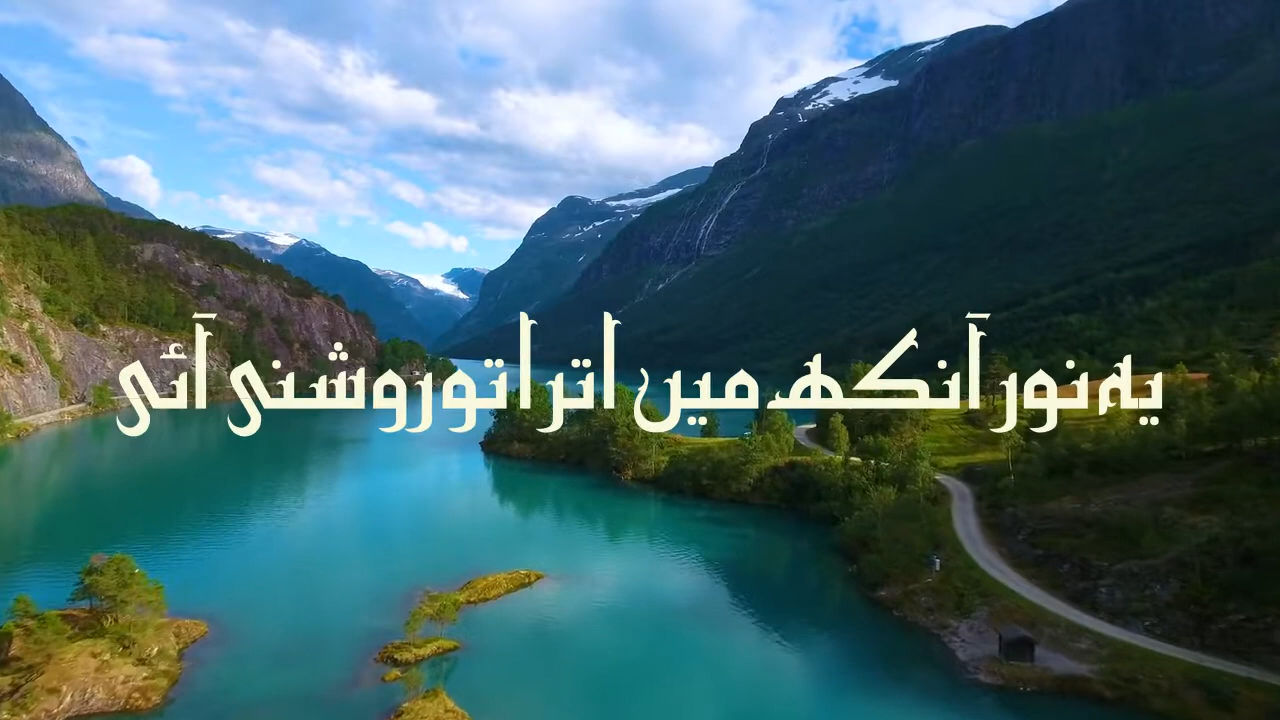 یہ نور آنکھ میں اترا تو روشنی آئی